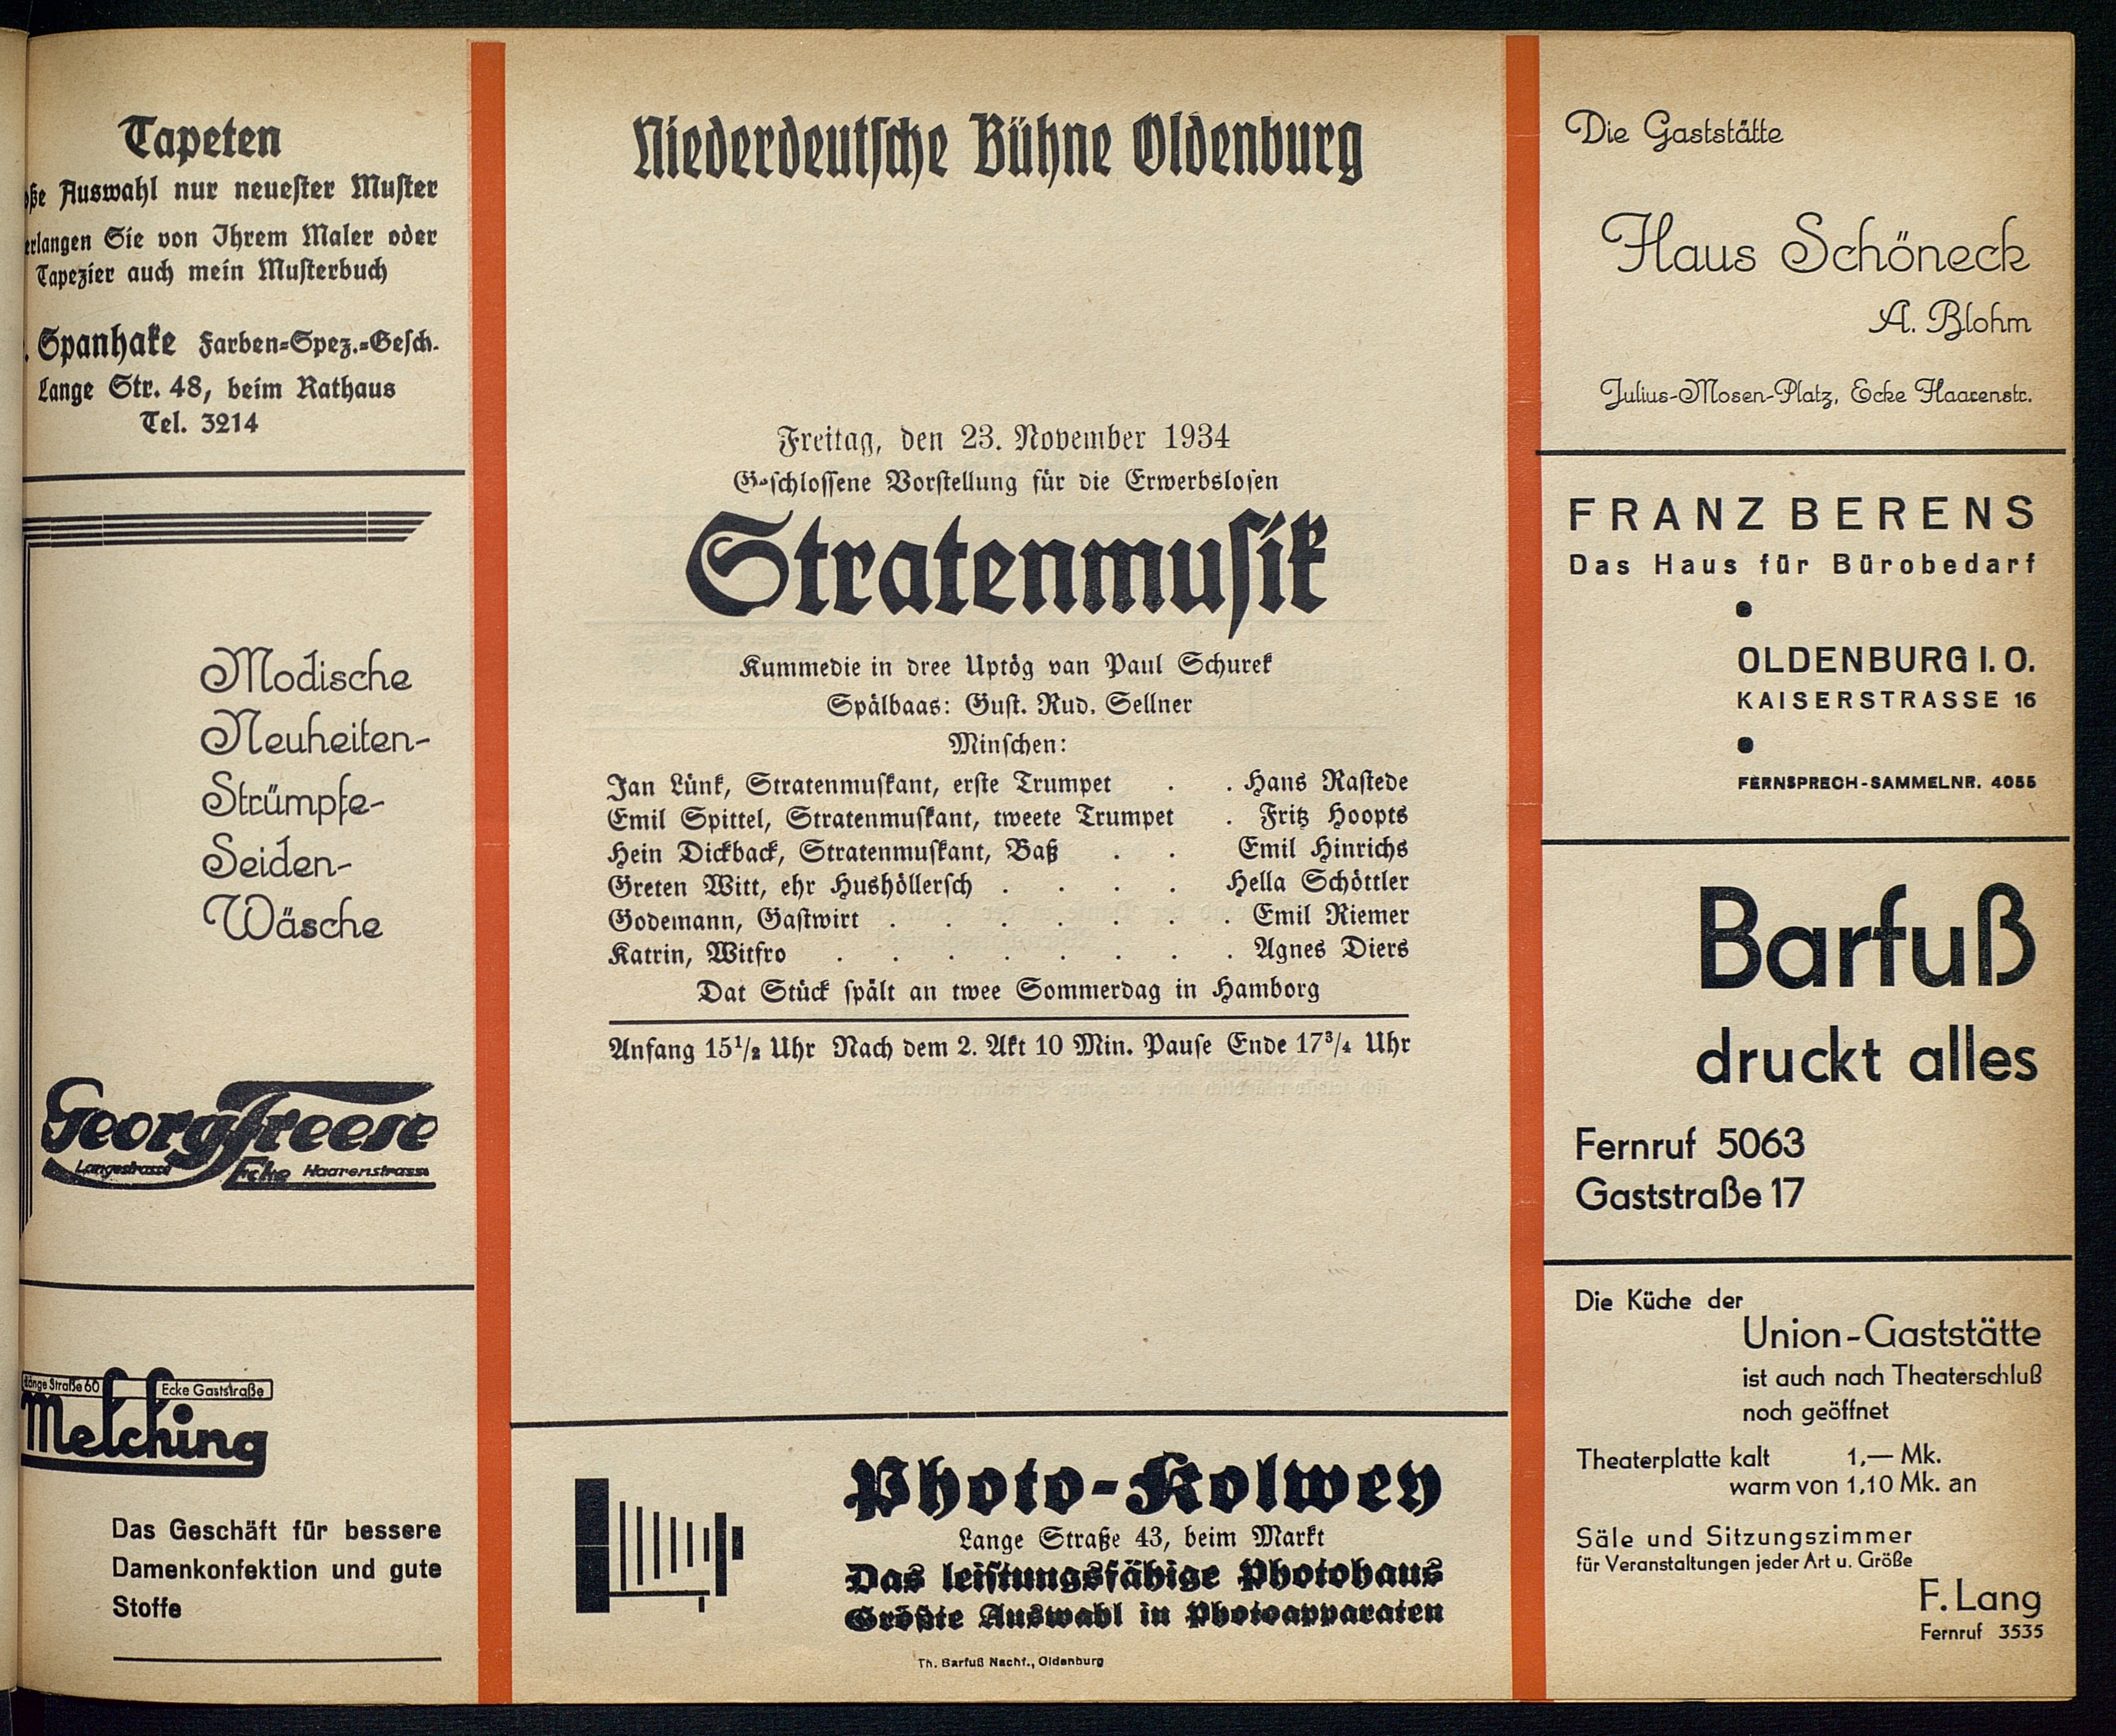 Tapeten
Auswahl nur neuester Muster
Sie von Ihrem Maler oder
Tapezier auch mein Musterbuch
Spanhake Farben-Spez.-Gesch.
Lange Str. 48, beim Rathaus
Tel. 3214
Modische
Neuheiten-
Strümpfe-
Seiden-
Wäsche
Georg Freese
Langestrasse Ecke Haarenstrasse
Lange Straße 60 Ecke Gaststraße
Melching
Das Geschäft für bessere
Damenkonfektion und gute
Stoffe
Niederdeutsche Bühne Oldenburg
Freitag, den 23. November 1934
Geschlossene Vorstellung für die Erwerbslosen
Stratenmusik
Kummedie in dree Uptög van Paul Schurek
Spälbaas: Gust. Rud. Sellner
Minschen:
Jan Lünk, Stratenmuskant, erste Trumpet . . Hans Rastede
Emil Spittel, Stratenmuskant, tweete Trumpet . Fritz Hoopts
Hein Dickback, Stratenmuskant, Baß . . Emil Hinrichs
Greten Witt, ehr Hushöllersch . . . . Hella Schöttler
Godemann, Gastwirt . . . . . . . Emil Riemer
Katrin, Witfro . . . . . . . . Agnes Diers
Dat Stück spält an twee Sommerdag in Hamborg
Anfang 15½ Uhr Nach dem 2. Akt 10 Min. Pause Ende 17¾ Uhr
Photo-Kolwey
Lange Straße 43, beim Markt
Das leistungsfähige Photohaus
Größte Auswahl in Photoapparaten
Th. Barfuß Nachf., Oldenburg
Die Gaststätte
Haus Schöneck
A. Blohm
Julius-Mosen-Platz, Ecke Haarenstr.
FRANZ BERENS
Das Haus für Bürobedarf
OLDENBURG I. O.
KAISERSTRASSE 16
FERNSPRECH-SAMMELNR. 4055
Barfuß
druckt alles
Fernruf 5063
Gaststraße 17
Die Küche der
Union-Gaststätte
ist auch nach Theaterschluß
noch geöffnet
Theaterplatte kalt 1,— Mk.
warm von 1,10 Mk. an
Säle und Sitzungszimmer
für Veranstaltungen jeder Art u. Größe
F. Lang
Fernruf 3535